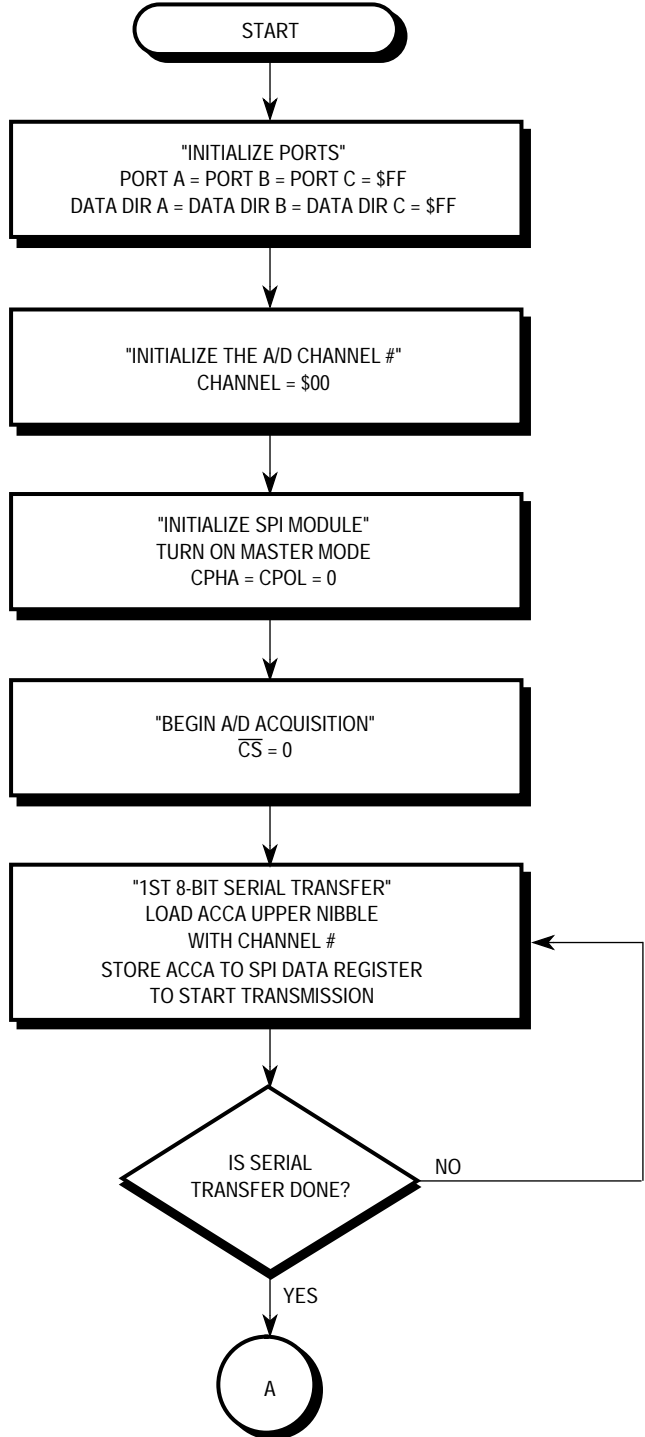 START
"INITIALIZE PORTS"
PORT A = PORT B = PORT C = $FF
DATA DIR A = DATA DIR B = DATA DIR C = $FF
"INITIALIZE THE A/D CHANNEL #"
CHANNEL = $00
"INITIALIZE SPI MODULE"
TURN ON MASTER MODE
CPHA = CPOL = 0
"BEGIN A/D ACQUISITION"
C̅S̅ = 0
"1ST 8-BIT SERIAL TRANSFER"
LOAD ACCA UPPER NIBBLE
WITH CHANNEL #
STORE ACCA TO SPI DATA REGISTER
TO START TRANSMISSION
IS SERIAL
TRANSFER DONE?
NO
YES
A